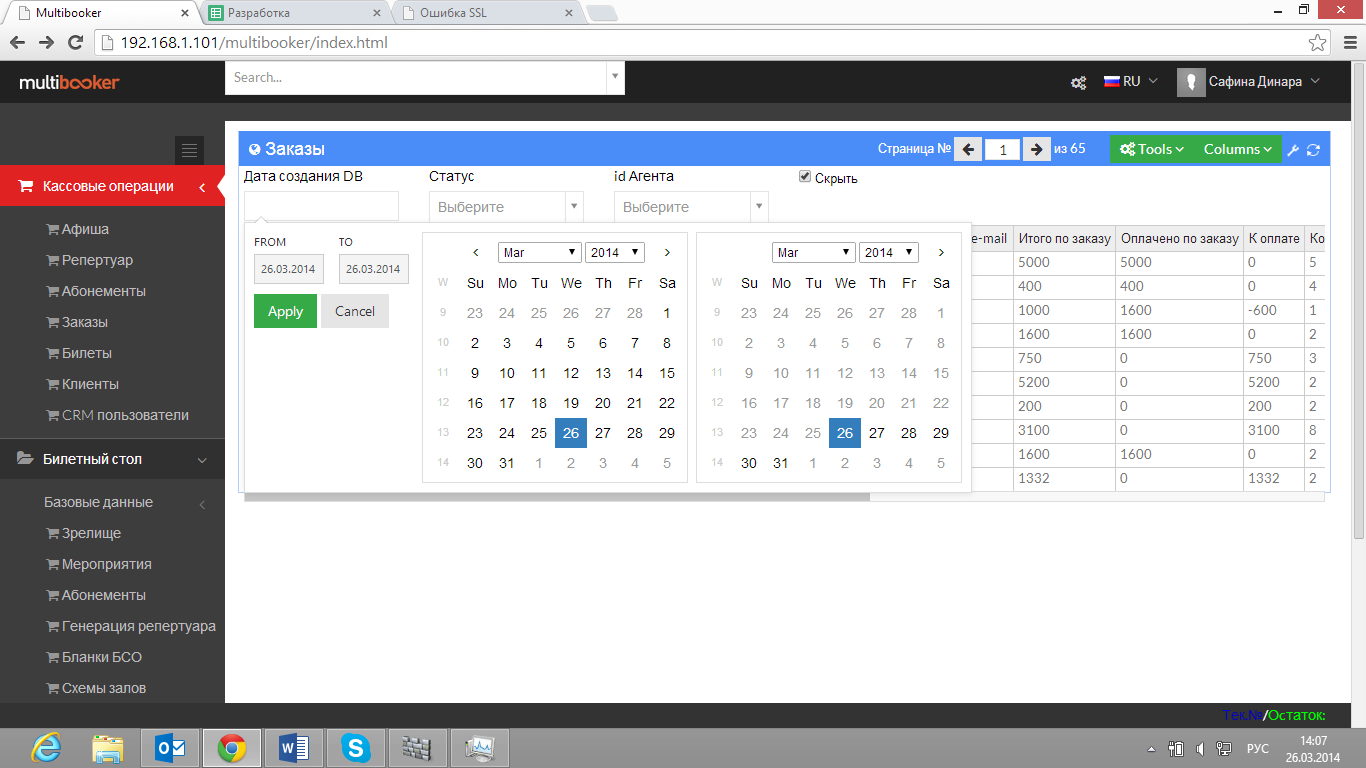 Multibooker
Разработка
Ошибка SSL
192.168.1.101/multibooker/index.html
multibooker
Search...
RU
Сафина Динара
Кассовые операции
Афиша
Репертуар
Абонементы
Заказы
Билеты
Клиенты
CRM пользователи
Билетный стол
Базовые данные
Зрелище
Мероприятия
Абонементы
Генерация репертуара
Бланки БСО
Схемы залов
Заказы
Страница № 1 из 65
Tools
Columns
Дата создания DB
Статус
id Агента
Скрыть
Выберите
Выберите
FROM TO
26.03.2014 26.03.2014
Apply Cancel
Mar 2014
W Su Mo Tu We Th Fr Sa
9 23 24 25 26 27 28 1
10 2 3 4 5 6 7 8
11 9 10 11 12 13 14 15
12 16 17 18 19 20 21 22
13 23 24 25 26 27 28 29
14 30 31 1 2 3 4 5
Mar 2014
W Su Mo Tu We Th Fr Sa
9 23 24 25 26 27 28 1
10 2 3 4 5 6 7 8
11 9 10 11 12 13 14 15
12 16 17 18 19 20 21 22
13 23 24 25 26 27 28 29
14 30 31 1 2 3 4 5
e-mail Итого по заказу Оплачено по заказу К оплате Ко
5000 5000 0 5
400 400 0 4
1000 1600 -600 1
1600 1600 0 2
750 0 750 3
5200 0 5200 2
200 0 200 2
3100 0 3100 8
1600 1600 0 2
1332 0 1332 2
Тек.№/Остаток:
РУС
14:07
26.03.2014